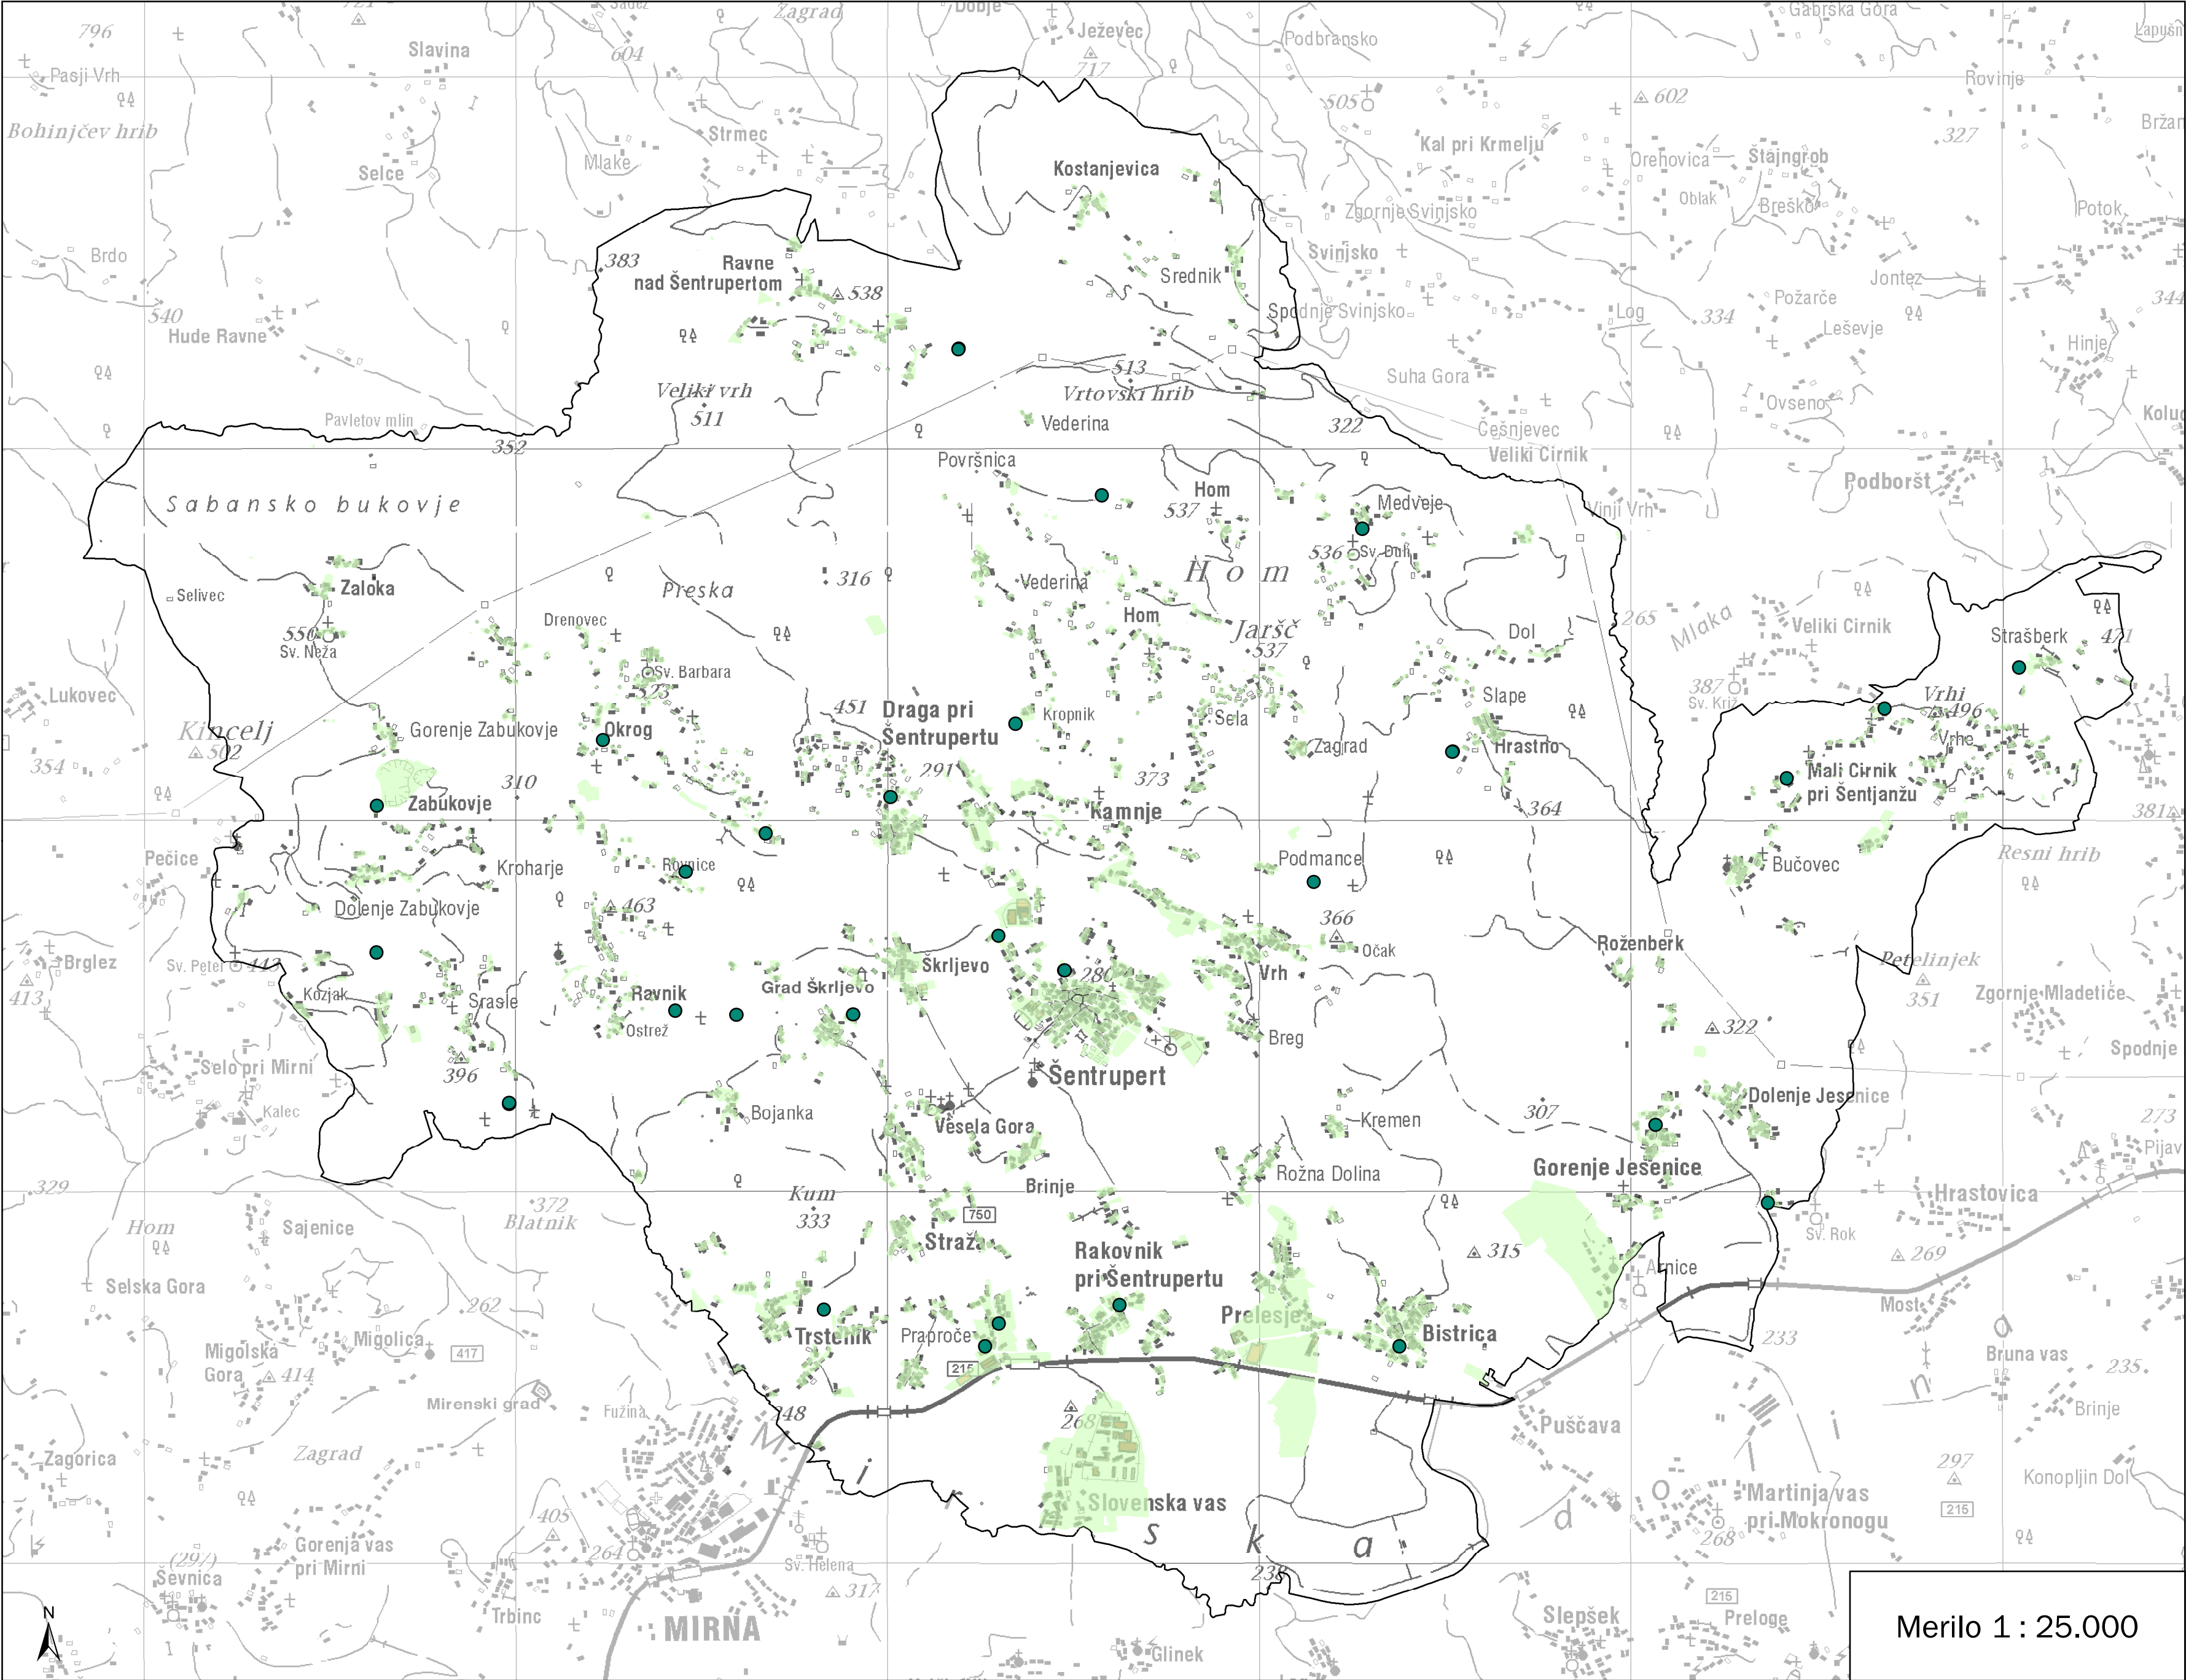 721
Sadež
Zagrad
Dobje
Gabrška Gora
Lapušn
796
Slavina
604
Ježevec
717
Podbransko
Rovinje
Pasji Vrh
505
602
Bohinjčev hrib
Strmec
Kal pri Krmelju
327
Bržan
Mlake
Selce
Kostanjevica
Orehovica
Štajngrob
Oblak
Breško
Zgornje Svinjsko
Potok
Brdo
383
Ravne
nad Šentrupertom
538
Srednik
Svinjsko
Jontez
Požarče
344
540
Hude Ravne
Spodnje Svinjsko
Log
334
Leševje
Hinje
Veliki vrh
511
513
Vrtovski hrib
Suha Gora
Ovseno
Pavletov mlin
352
Vederina
322
Češnjevec
Veliki Cirnik
Površnica
Podboršt
Sabansko bukovje
Hom
537
Medveje
Vinji Vrh
536
Sv. Duh
Selivec
Zaloka
Preska
316
Vederina
Hom
550
Sv. Neža
Drenovec
Hom
Jaršč
537
Dol
265
Mlaka
Veliki Cirnik
Strašberk
471
Sv. Barbara
523
Lukovec
387
Sv. Križ
Vrhi
496
Vrhe
Kincelj
502
354
Gorenje Zabukovje
Okrog
451
Draga pri
Šentrupertu
Kropnik
Sela
Slape
Zagrad
Hrastno
291
373
Mali Cirnik
pri Šentjanžu
310
Zabukovje
Kamnje
364
381
Pečice
Kroharje
Rovnice
Podmance
Bučovec
Resni hrib
Dolenje Zabukovje
463
366
Očak
Roženberk
Brglez
Sv. Peter
443
413
Škrljevo
Vrh
Petelinjek
351
Kozjak
Srasle
Ravnik
Ostrež
Grad Škrljevo
Zgornje Mladetiče
322
Breg
Selo pri Mirni
396
Šentrupert
Spodnje
Kalec
Bojanka
Vesela Gora
Kremen
307
Dolenje Jesenice
273
Pijav
Gorenje Jesenice
Rožna Dolina
Brinje
329
Hom
Sajenice
372
Blatnik
Kum
333
750
Straža
Hrastovica
Sv. Rok
Rakovnik
pri Šentrupertu
315
269
Selska Gora
Arnice
262
Most
Migolska
Gora
Migolica
417
414
Trstenik
Praproče
215
Prelesje
Bistrica
233
Bruna vas
235
Mirenski grad
Fužina
248
268
Puščava
Brinje
Zagorica
Zagrad
M
i
297
Konopljin Dol
Slovenska vas
s
k
a
d
o
n
a
Martinja vas
pri Mokronogu
268
215
405
264
Gorenja vas
pri Mirni
(297)
Ševnica
Sv. Helena
317
238
Trbinc
MIRNA
Slepšek
215
Preloge
Glinek
N
Merilo 1 : 25.000